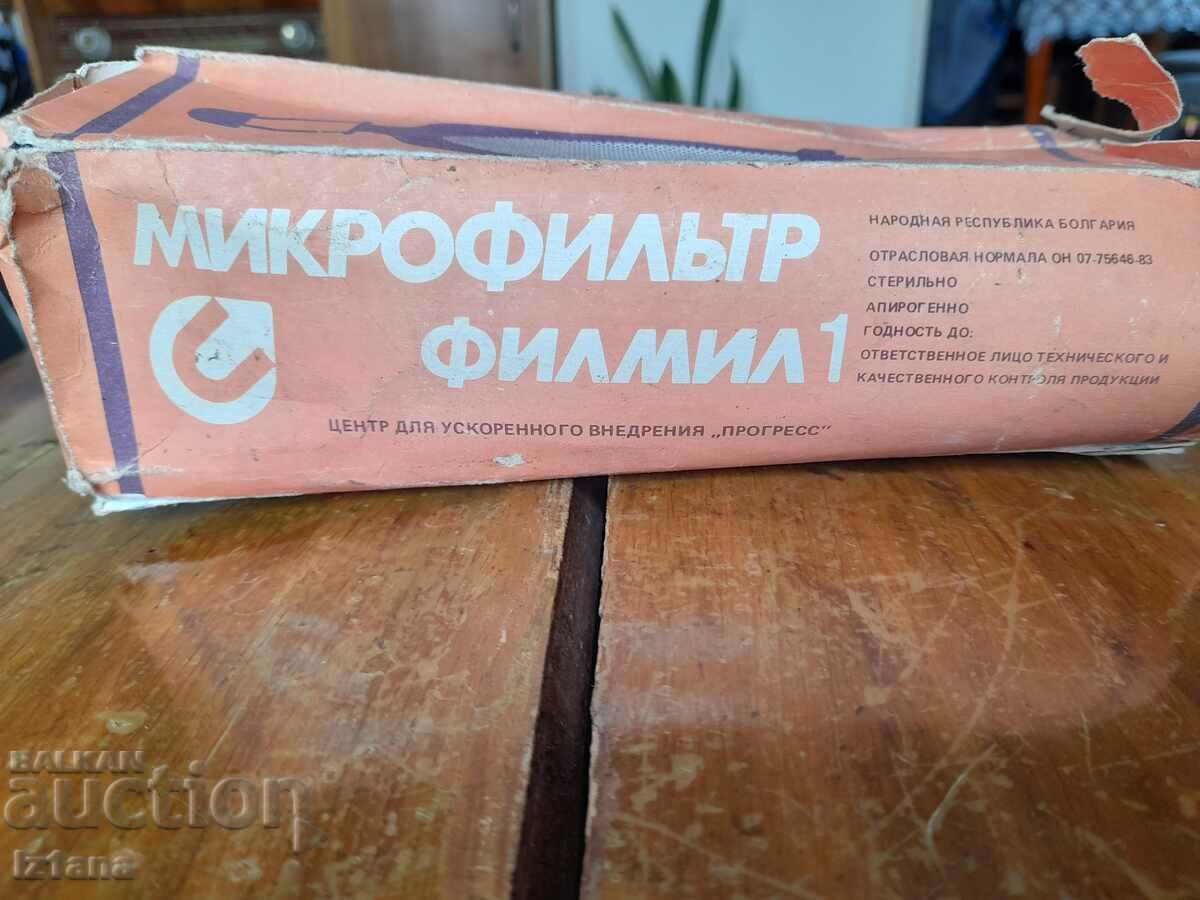 МИКРОФИЛЬТР
ФИЛМИЛ 1
ЦЕНТР ДЛЯ УСКОРЕННОГО ВНЕДРЕНИЯ „ПРОГРЕСС"
НАРОДНАЯ РЕСПУБЛИКА БОЛГАРИЯ
ОТРАСЛОВАЯ НОРМАЛА ОН 07-75646-83
СТЕРИЛЬНО
АПИРОГЕННО
ГОДНОСТЬ ДО:
ОТВЕТСТВЕННОЕ ЛИЦО ТЕХНИЧЕСКОГО И
КАЧЕСТВЕННОГО КОНТРОЛЯ ПРОДУКЦИИ
BALKAN
auction
iz1ana